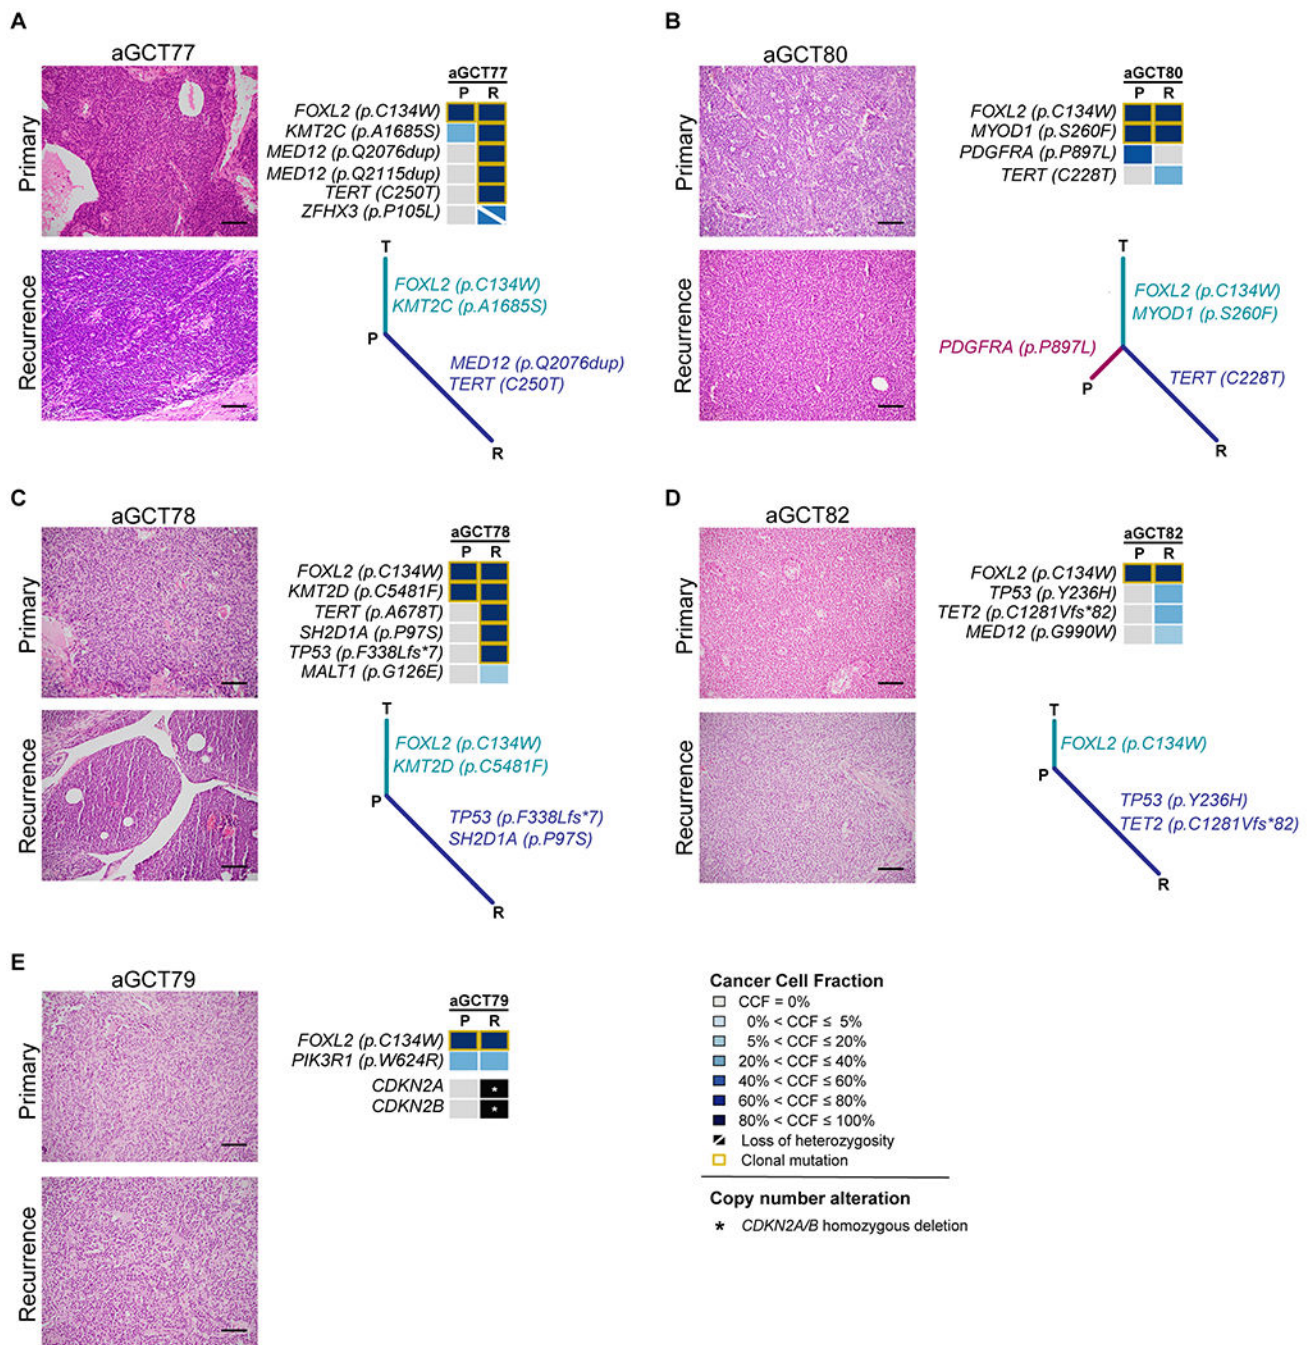 A
aGCT77
Primary
Recurrence
aGCT77
P R
FOXL2 (p.C134W)
KMT2C (p.A1685S)
MED12 (p.Q2076dup)
MED12 (p.Q2115dup)
TERT (C250T)
ZFHX3 (p.P105L)
T
FOXL2 (p.C134W)
KMT2C (p.A1685S)
P
MED12 (p.Q2076dup)
TERT (C250T)
R
B
aGCT80
Primary
Recurrence
aGCT80
P R
FOXL2 (p.C134W)
MYOD1 (p.S260F)
PDGFRA (p.P897L)
TERT (C228T)
T
FOXL2 (p.C134W)
MYOD1 (p.S260F)
PDGFRA (p.P897L)
P
TERT (C228T)
R
C
aGCT78
Primary
Recurrence
aGCT78
P R
FOXL2 (p.C134W)
KMT2D (p.C5481F)
TERT (p.A678T)
SH2D1A (p.P97S)
TP53 (p.F338Lfs*7)
MALT1 (p.G126E)
T
FOXL2 (p.C134W)
KMT2D (p.C5481F)
P
TP53 (p.F338Lfs*7)
SH2D1A (p.P97S)
R
D
aGCT82
Primary
Recurrence
aGCT82
P R
FOXL2 (p.C134W)
TP53 (p.Y236H)
TET2 (p.C1281Vfs*82)
MED12 (p.G990W)
T
FOXL2 (p.C134W)
P
TP53 (p.Y236H)
TET2 (p.C1281Vfs*82)
R
E
aGCT79
Primary
Recurrence
aGCT79
P R
FOXL2 (p.C134W)
PIK3R1 (p.W624R)
CDKN2A *
CDKN2B *
Cancer Cell Fraction
CCF = 0%
0% < CCF ≤ 5%
5% < CCF ≤ 20%
20% < CCF ≤ 40%
40% < CCF ≤ 60%
60% < CCF ≤ 80%
80% < CCF ≤ 100%
Loss of heterozygosity
Clonal mutation
Copy number alteration
* CDKN2A/B homozygous deletion